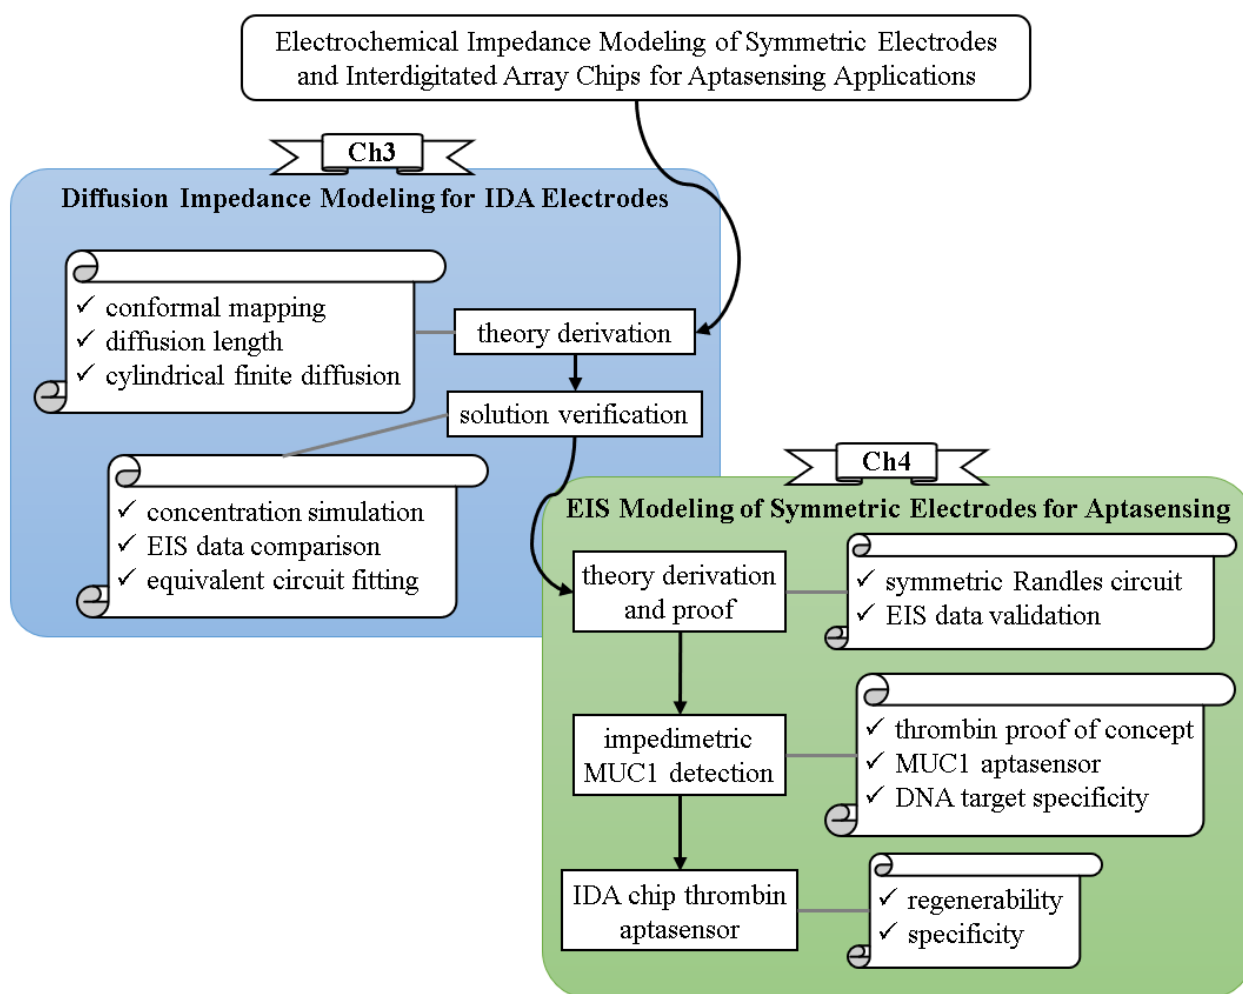 Electrochemical Impedance Modeling of Symmetric Electrodes
and Interdigitated Array Chips for Aptasensing Applications
Ch3
Diffusion Impedance Modeling for IDA Electrodes
✓ conformal mapping
✓ diffusion length
✓ cylindrical finite diffusion
theory derivation
solution verification
✓ concentration simulation
✓ EIS data comparison
✓ equivalent circuit fitting
Ch4
EIS Modeling of Symmetric Electrodes for Aptasensing
theory derivation
and proof
✓ symmetric Randles circuit
✓ EIS data validation
impedimetric
MUC1 detection
✓ thrombin proof of concept
✓ MUC1 aptasensor
✓ DNA target specificity
IDA chip thrombin
aptasensor
✓ regenerability
✓ specificity